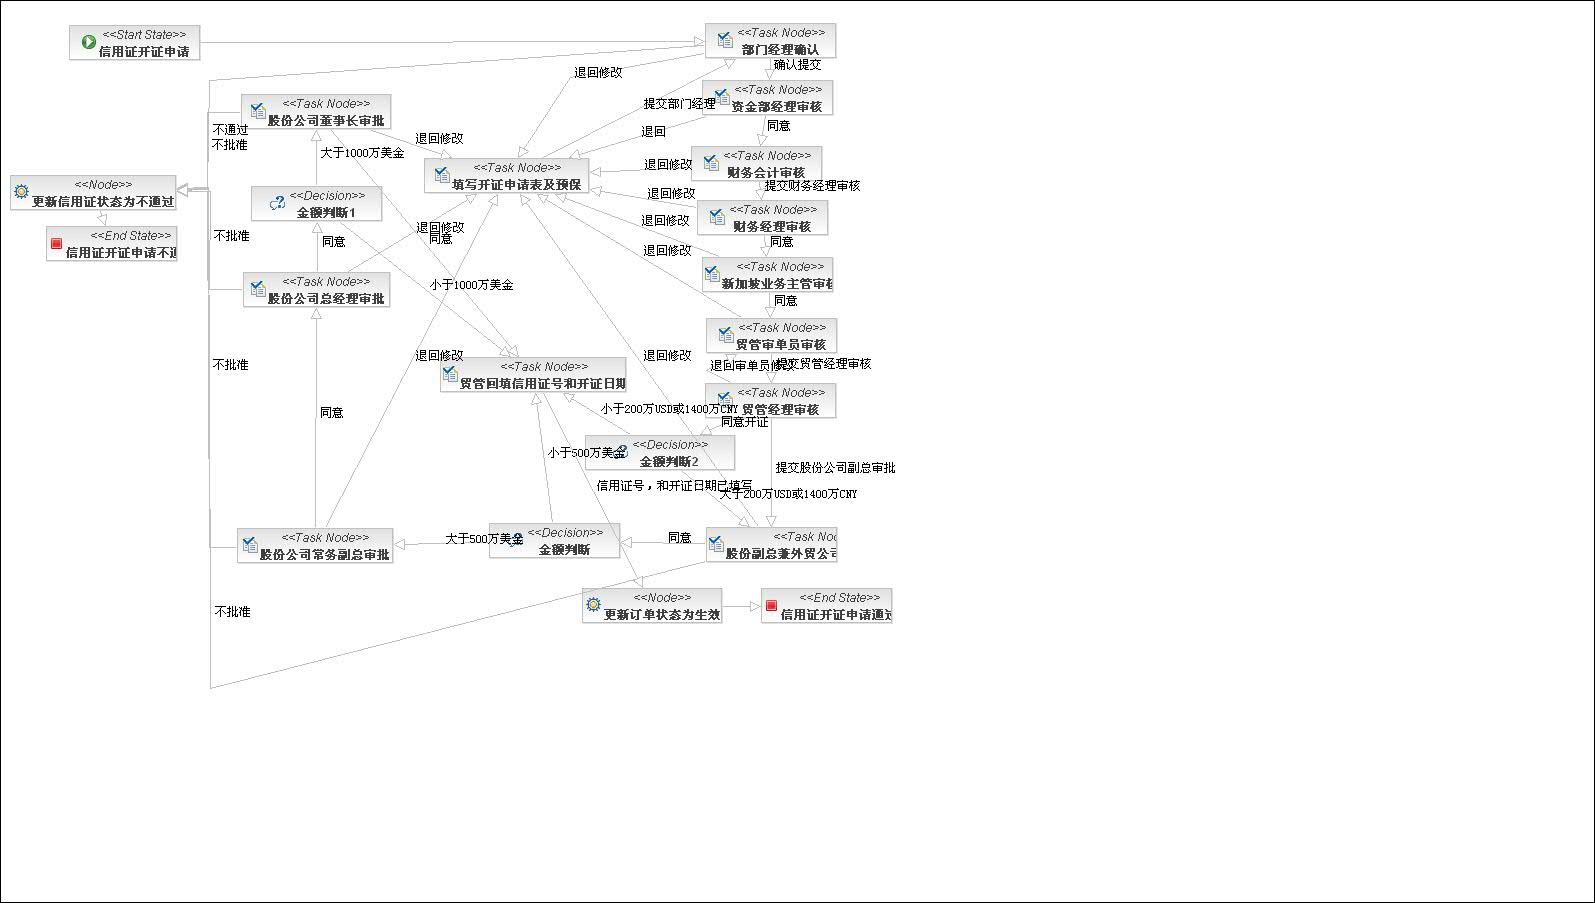 <<Start State>>
信用证开证申请
<<Task Node>>
部门经理确认
确认提交
退回修改
<<Task Node>>
资金部经理审核
提交部门经理
<<Task Node>>
股份公司董事长审批
不通过
不批准
退回修改
退回
同意
大于1000万美金
<<Task Node>>
填写开证申请表及预保
<<Task Node>>
财务会计审核
退回修改
提交财务经理审核
<<Node>>
更新信用证状态为不通过
<<Decision>>
金额判断1
退回修改
<<Task Node>>
财务经理审核
<<End State>>
信用证开证申请不通
不批准
同意
退回修改
同意
退回修改
同意
<<Task Node>>
股份公司总经理审批
小于1000万美金
退回修改
<<Task Node>>
新加坡业务主管审核
同意
<<Task Node>>
贸管审单员审核
不批准
退回修改
<<Task Node>>
贸管回填信用证号和开证日期
退回修改
退回审单员修改
提交贸管经理审核
<<Task Node>>
贸管经理审核
同意
小于200万USD或1400万CNY
同意开证
<<Decision>>
金额判断2
小于500万美金
提交股份公司副总审批
信用证号，和开证日期已填写
大于200万USD或1400万CNY
<<Task Node>>
股份公司常务副总审批
大于500万美金
<<Decision>>
金额判断
同意
<<Task Nod
股份副总兼外贸公司
不批准
<<Node>>
更新订单状态为生效
<<End State>>
信用证开证申请通过